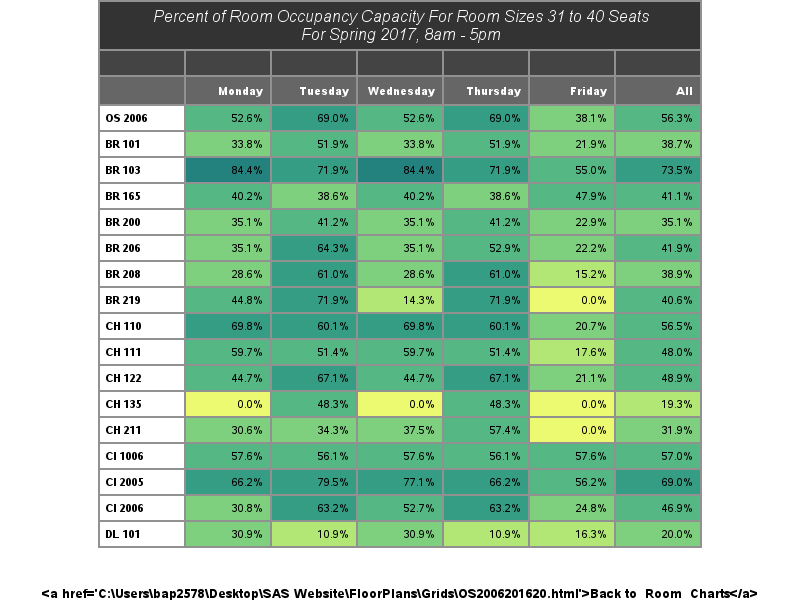 Percent of Room Occupancy Capacity For Room Sizes 31 to 40 Seats
For Spring 2017, 8am - 5pm
Monday Tuesday Wednesday Thursday Friday All
OS 2006 52.6% 69.0% 52.6% 69.0% 38.1% 56.3%
BR 101 33.8% 51.9% 33.8% 51.9% 21.9% 38.7%
BR 103 84.4% 71.9% 84.4% 71.9% 55.0% 73.5%
BR 165 40.2% 38.6% 40.2% 38.6% 47.9% 41.1%
BR 200 35.1% 41.2% 35.1% 41.2% 22.9% 35.1%
BR 206 35.1% 64.3% 35.1% 52.9% 22.2% 41.9%
BR 208 28.6% 61.0% 28.6% 61.0% 15.2% 38.9%
BR 219 44.8% 71.9% 14.3% 71.9% 0.0% 40.6%
CH 110 69.8% 60.1% 69.8% 60.1% 20.7% 56.5%
CH 111 59.7% 51.4% 59.7% 51.4% 17.6% 48.0%
CH 122 44.7% 67.1% 44.7% 67.1% 21.1% 48.9%
CH 135 0.0% 48.3% 0.0% 48.3% 0.0% 19.3%
CH 211 30.6% 34.3% 37.5% 57.4% 0.0% 31.9%
CI 1006 57.6% 56.1% 57.6% 56.1% 57.6% 57.0%
CI 2005 66.2% 79.5% 77.1% 66.2% 56.2% 69.0%
CI 2006 30.8% 63.2% 52.7% 63.2% 24.8% 46.9%
DL 101 30.9% 10.9% 30.9% 10.9% 16.3% 20.0%
<a href='C:\Users\bap2578\Desktop\SAS Website\FloorPlans\Grids\OS2006201620.html'>Back to Room Charts</a>